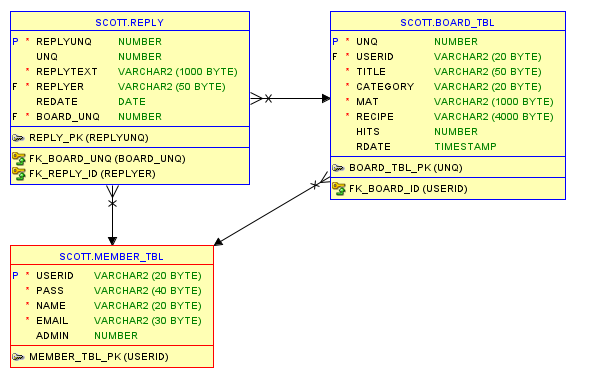 SCOTT.REPLY
P * REPLYUNQ NUMBER
UNQ NUMBER
* REPLYTEXT VARCHAR2 (1000 BYTE)
F * REPLYER VARCHAR2 (50 BYTE)
REDATE DATE
F * BOARD_UNQ NUMBER
REPLY_PK (REPLYUNQ)
FK_BOARD_UNQ (BOARD_UNQ)
FK_REPLY_ID (REPLYER)
SCOTT.BOARD_TBL
P * UNQ NUMBER
F * USERID VARCHAR2 (20 BYTE)
* TITLE VARCHAR2 (50 BYTE)
* CATEGORY VARCHAR2 (20 BYTE)
* MAT VARCHAR2 (1000 BYTE)
* RECIPE VARCHAR2 (4000 BYTE)
HITS NUMBER
RDATE TIMESTAMP
BOARD_TBL_PK (UNQ)
FK_BOARD_ID (USERID)
SCOTT.MEMBER_TBL
P * USERID VARCHAR2 (20 BYTE)
* PASS VARCHAR2 (40 BYTE)
* NAME VARCHAR2 (20 BYTE)
* EMAIL VARCHAR2 (30 BYTE)
ADMIN NUMBER
MEMBER_TBL_PK (USERID)